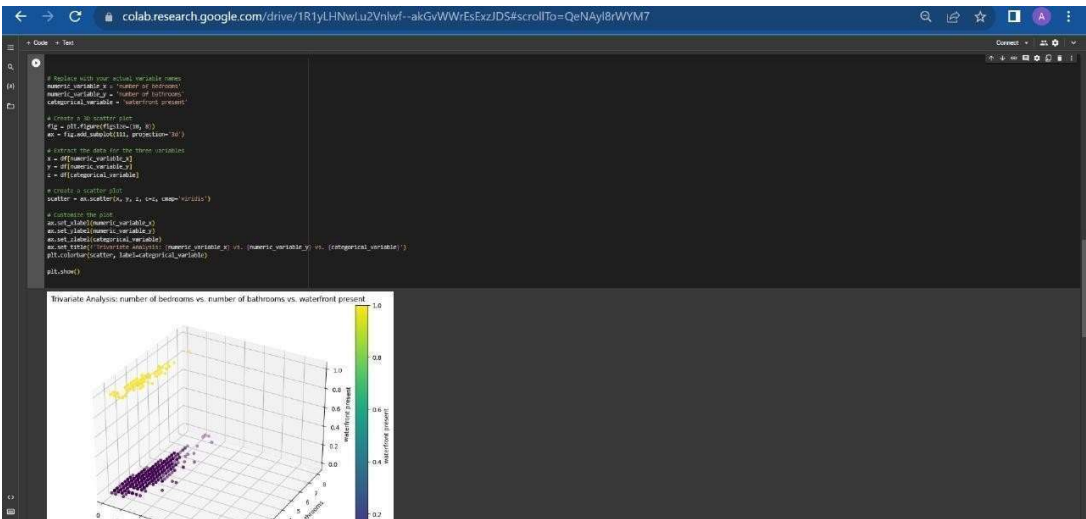 colab.research.google.com/drive/1R1yLHNwLu2Vnlwf--akGvWWrEsExzJDS#scrollTo=QeNAyl8rWYM7
A
+ Code + Text
Connect
# Replace with your actual variable names
numeric_variable_x = 'number of bedrooms'
numeric_variable_y = 'number of bathrooms'
categorical_variable = 'waterfront present'
# Create a 3D scatter plot
fig = plt.figure(figsize=(10, 8))
ax = fig.add_subplot(111, projection='3d')
# Extract the data for the three variables
x = df[numeric_variable_x]
y = df[numeric_variable_y]
z = df[categorical_variable]
# Create a scatter plot
scatter = ax.scatter(x, y, z, c=z, cmap='viridis')
# Customize the plot
ax.set_xlabel(numeric_variable_x)
ax.set_ylabel(numeric_variable_y)
ax.set_zlabel(categorical_variable)
ax.set_title(f'Trivariate Analysis: {numeric_variable_x} vs. {numeric_variable_y} vs. {categorical_variable}')
plt.colorbar(scatter, label=categorical_variable)
plt.show()
Trivariate Analysis: number of bedrooms vs. number of bathrooms vs. waterfront present
1.0
0.8
0.6
0.4
0.2
waterfront present
1.0
0.8
0.6
0.4
0.2
0.0
waterfront present
8
7
6
5
0